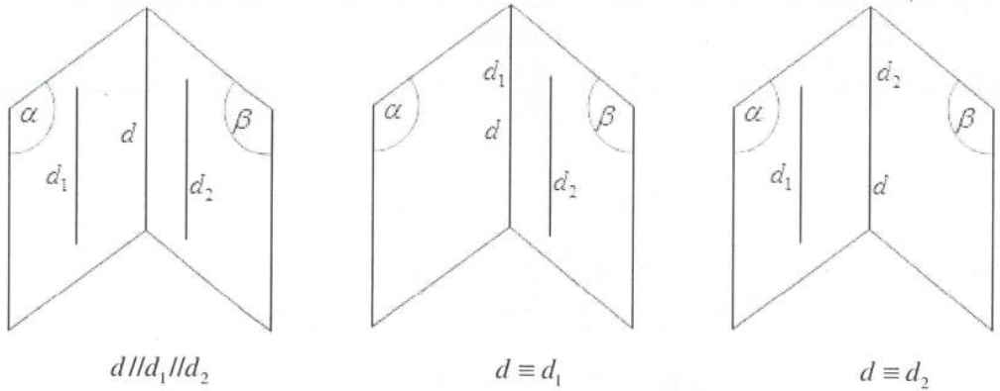 α d₁ d d₂ β
d//d₁//d₂
α d₁ d d₂ β
d ≡ d₁
α d₁ d₂ d β
d ≡ d₂